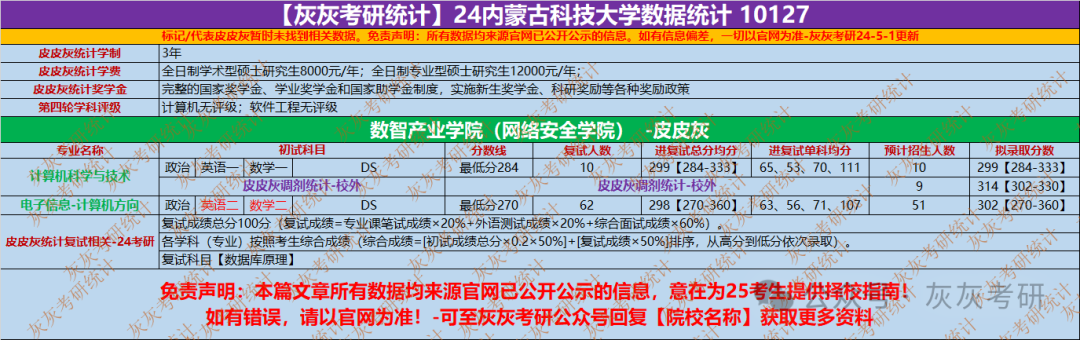 【灰灰考研统计】24内蒙古科技大学数据统计 10127
标记/代表皮皮灰暂时未找到相关数据。免责声明：所有数据均来源官网已公开公示的信息。如有信息偏差，一切以官网为准-灰灰考研24-5-1更新
皮皮灰统计学制 3年
皮皮灰统计学费 全日制学术型硕士研究生8000元/年；全日制专业型硕士研究生12000元/年；
皮皮灰统计奖学金 完整的国家奖学金、学业奖学金和国家助学金制度，实施新生奖学金、科研奖励等各种奖励政策
第四轮学科评级 计算机无评级；软件工程无评级
数智产业学院（网络安全学院） -皮皮灰
专业名称 初试科目 分数线 复试人数 进复试总分均分 进复试单科均分 预计招生人数 拟录取分数
计算机科学与技术 政治 英语一 数学一 DS 最低分284 10 299【284-333】 65、53、70、111 10 299【284-333】
皮皮灰调剂统计-校外 皮皮灰调剂统计-校外 9 314【302-330】
电子信息-计算机方向 政治 英语二 数学二 DS 最低分270 62 298【270-360】 63、56、71、107 51 302【270-360】
皮皮灰统计复试相关-24考研 复试成绩总分100分（复试成绩=专业课笔试成绩×20%+外语测试成绩×20%+综合面试成绩×60%）。
各学科（专业）按照考生综合成绩（综合成绩=[初试成绩总分×0.2×50%]+[复试成绩×50%]排序，从高分到低分依次录取）。
复试科目【数据库原理】
免责声明：本篇文章所有数据均来源官网已公开公示的信息，意在为25考生提供择校指南！
如有错误，请以官网为准！-可至灰灰考研公众号回复【院校名称】获取更多资料
公众号 灰灰考研